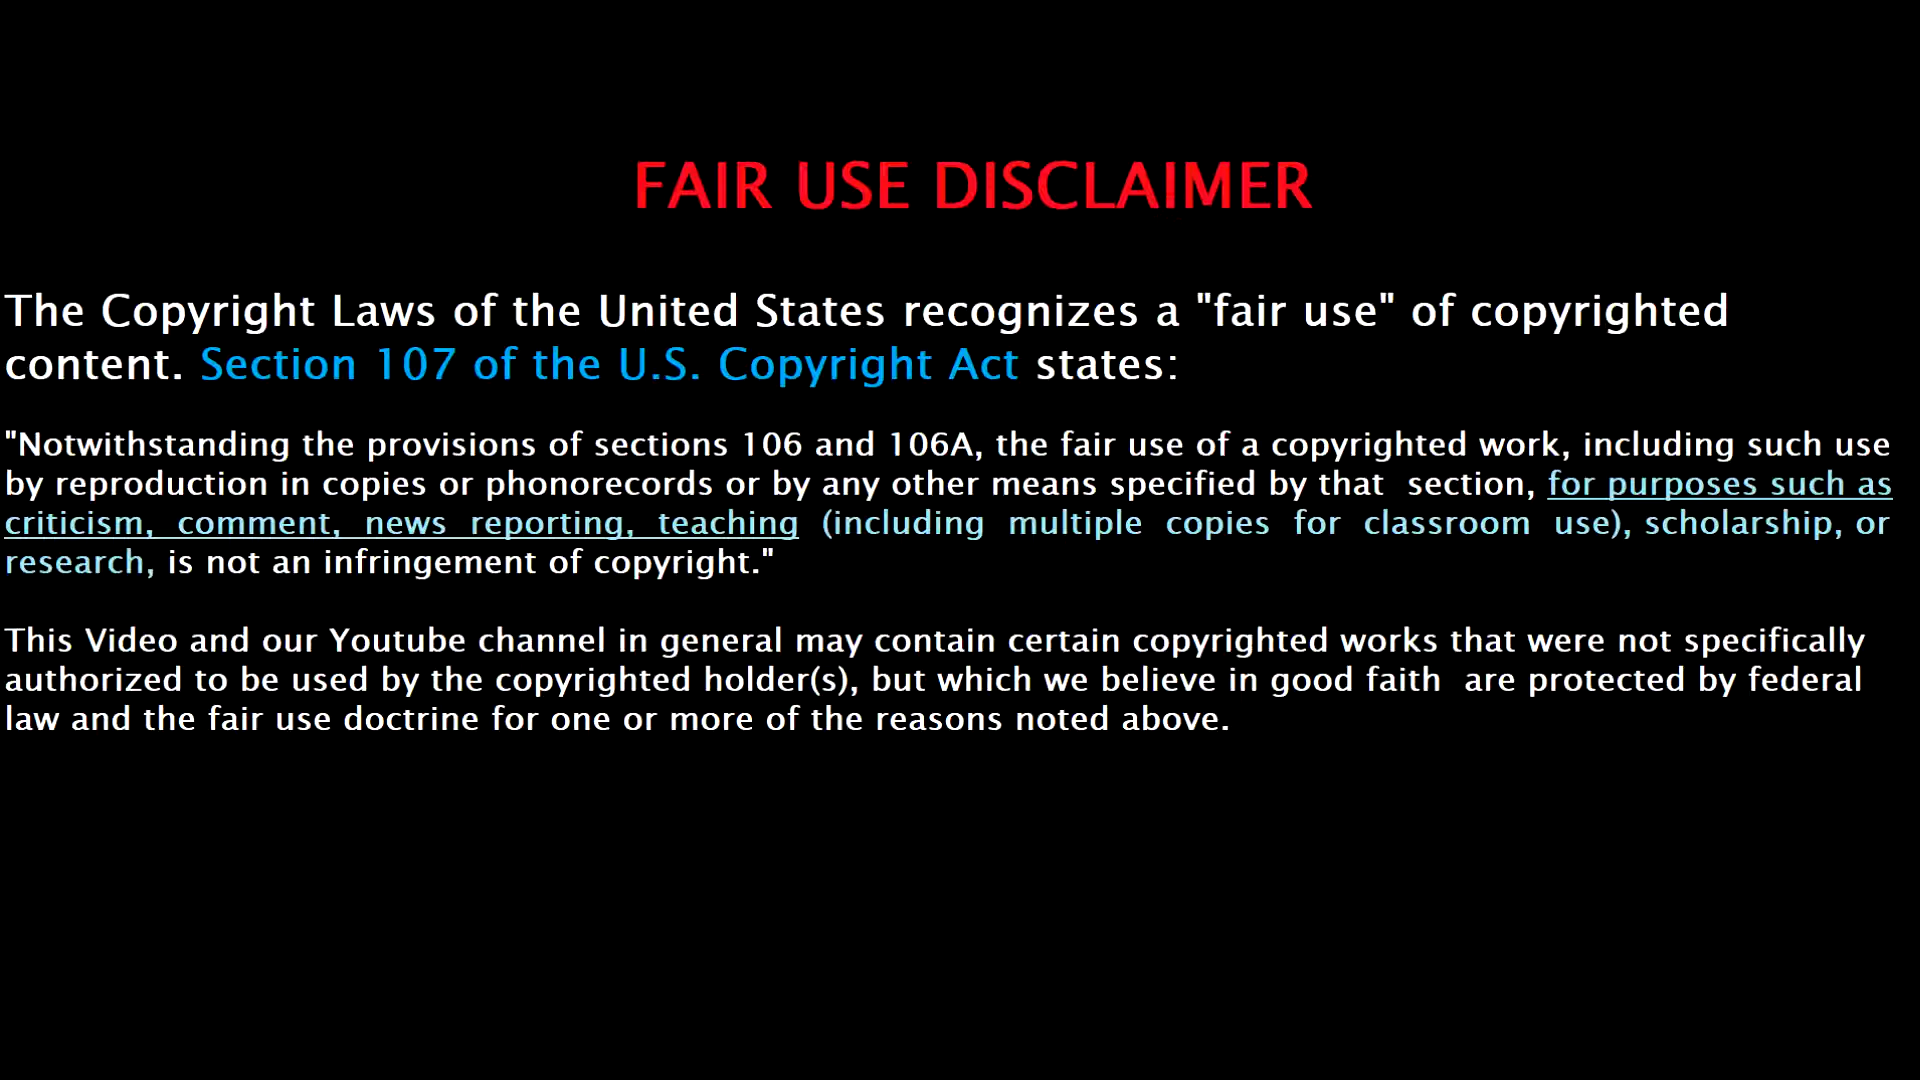 FAIR USE DISCLAIMER
The Copyright Laws of the United States recognizes a "fair use" of copyrighted
content. Section 107 of the U.S. Copyright Act states:
"Notwithstanding the provisions of sections 106 and 106A, the fair use of a copyrighted work, including such use
by reproduction in copies or phonorecords or by any other means specified by that section, for purposes such as
criticism, comment, news reporting, teaching (including multiple copies for classroom use), scholarship, or
research, is not an infringement of copyright."
This Video and our Youtube channel in general may contain certain copyrighted works that were not specifically
authorized to be used by the copyrighted holder(s), but which we believe in good faith are protected by federal
law and the fair use doctrine for one or more of the reasons noted above.